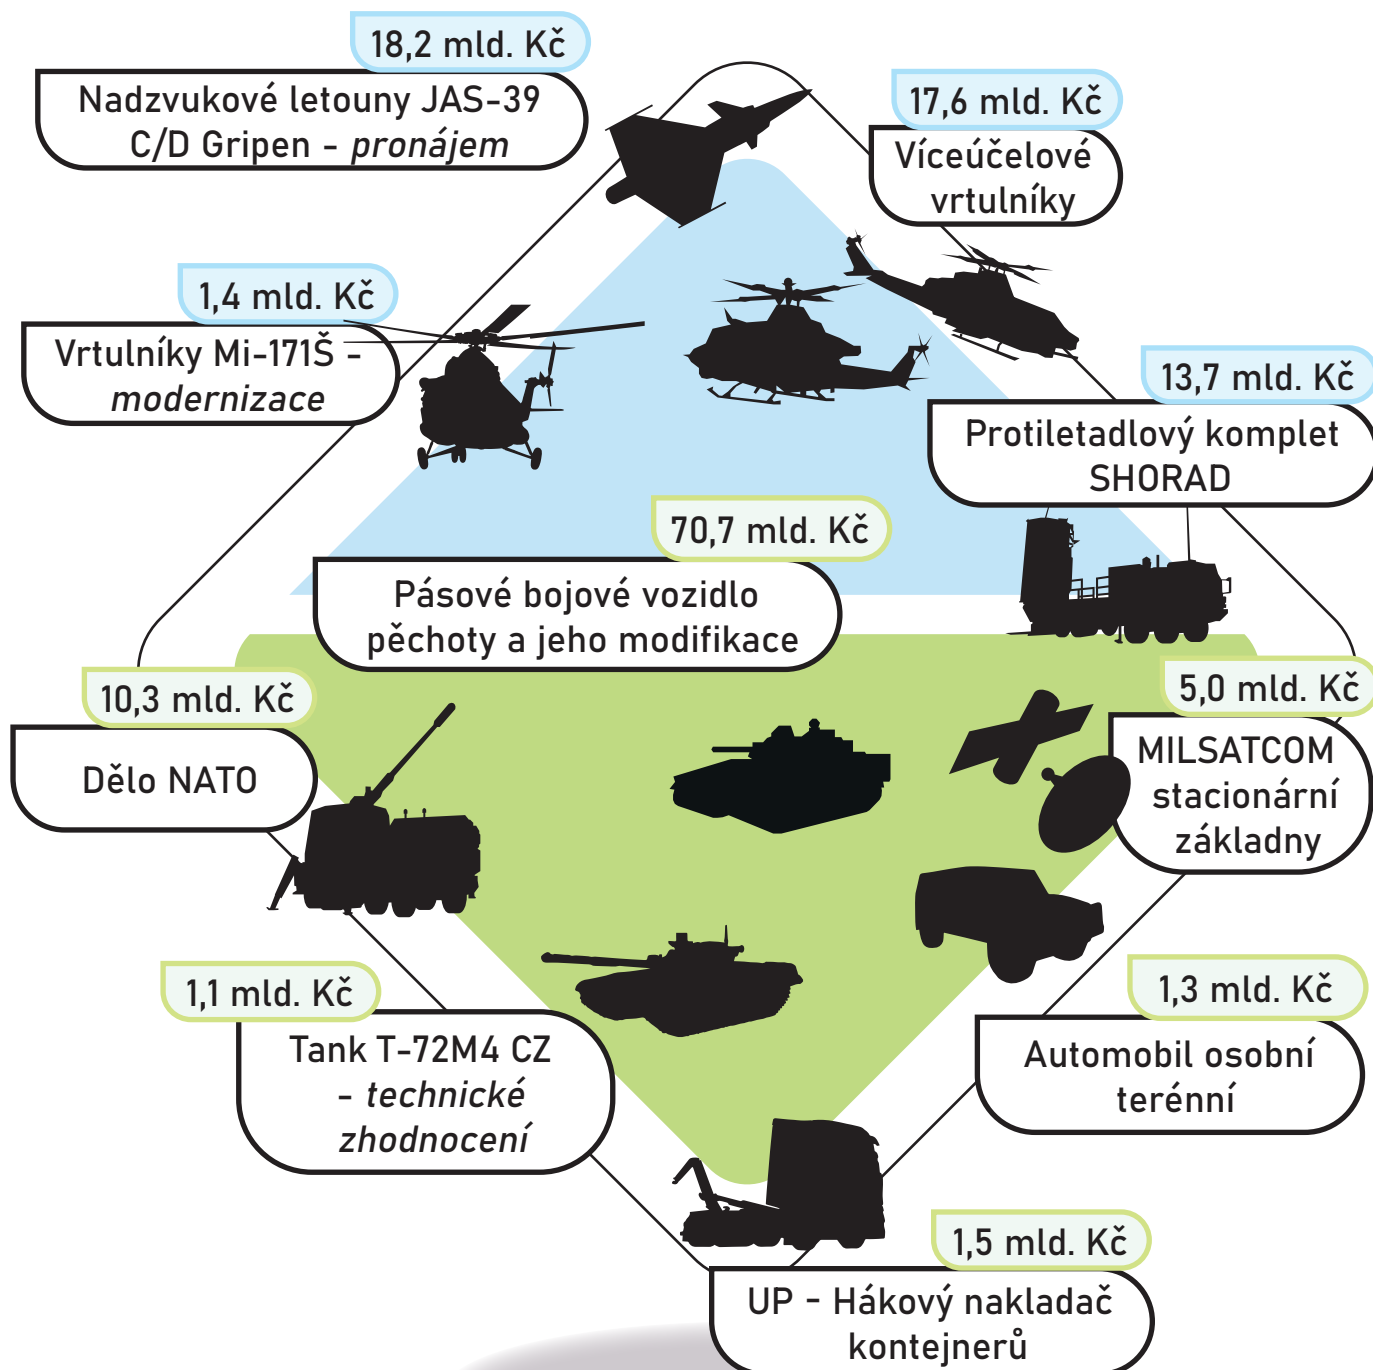 18,2 mld. Kč
Nadzvukové letouny JAS-39
C/D Gripen - pronájem
17,6 mld. Kč
Víceúčelové
vrtulníky
1,4 mld. Kč
Vrtulníky Mi-171Š -
modernizace
13,7 mld. Kč
Protiletadlový komplet
SHORAD
70,7 mld. Kč
Pásové bojové vozidlo
pěchoty a jeho modifikace
10,3 mld. Kč
Dělo NATO
5,0 mld. Kč
MILSATCOM
stacionární
základny
1,1 mld. Kč
Tank T-72M4 CZ
- technické
zhodnocení
1,3 mld. Kč
Automobil osobní
terénní
1,5 mld. Kč
UP - Hákový nakladač
kontejnerů